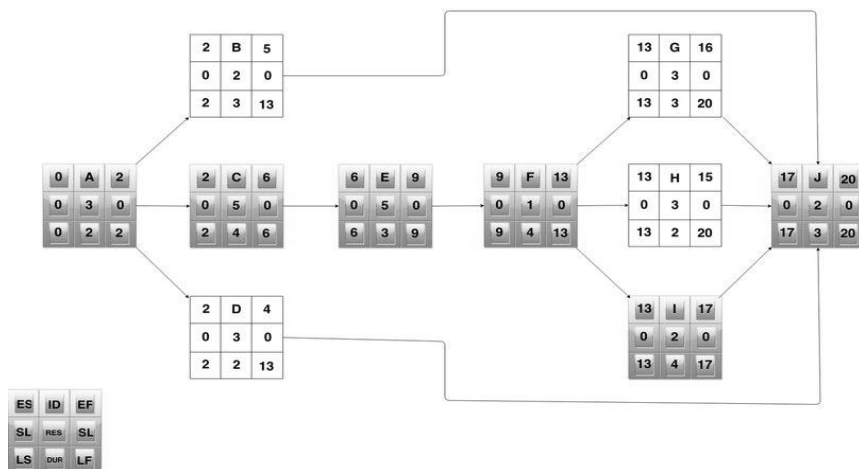 2 B 5
0 2 0
2 3 13
13 G 16
0 3 0
13 3 20
0 A 2
0 3 0
0 2 2
2 C 6
0 5 0
2 4 6
6 E 9
0 5 0
6 3 9
9 F 13
0 1 0
9 4 13
13 H 15
0 3 0
13 2 20
17 J 20
0 2 0
17 3 20
2 D 4
0 3 0
2 2 13
13 I 17
0 2 0
13 4 17
ES ID EF
SL RES SL
LS DUR LF